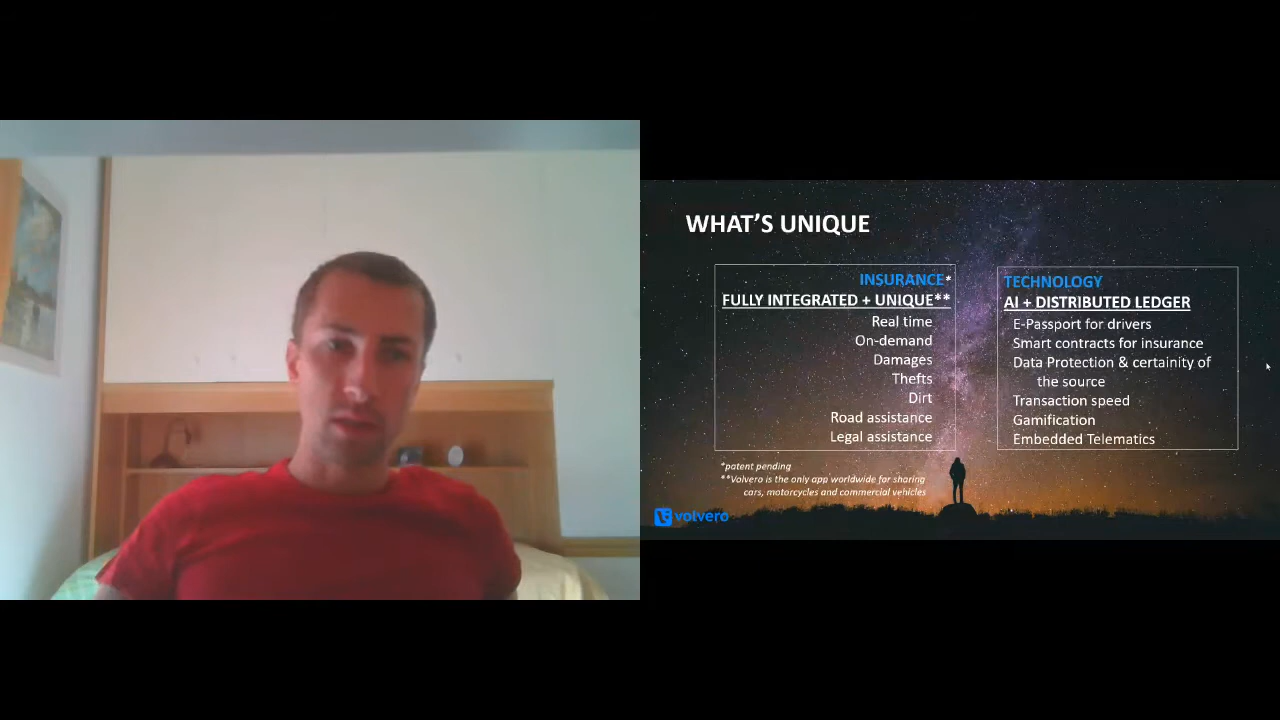 WHAT'S UNIQUE
INSURANCE*
FULLY INTEGRATED + UNIQUE**
Real time
On-demand
Damages
Thefts
Dirt
Road assistance
Legal assistance
*patent pending
**Volvero is the only app worldwide for sharing
cars, motorcycles and commercial vehicles
TECHNOLOGY
AI + DISTRIBUTED LEDGER
E-Passport for drivers
Smart contracts for insurance
Data Protection & certainity of
the source
Transaction speed
Gamification
Embedded Telematics
volvero